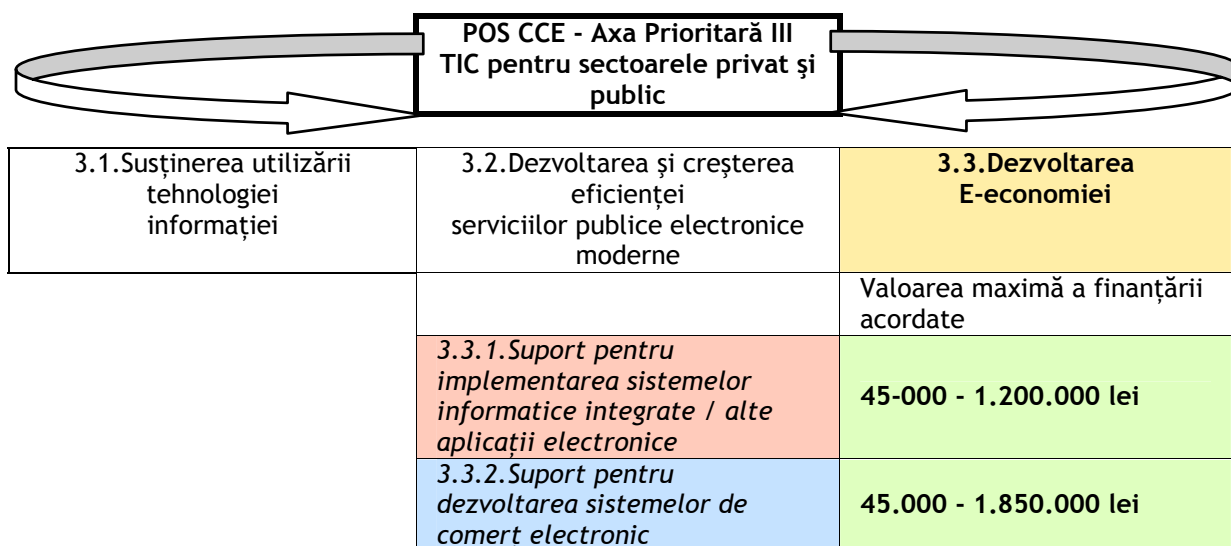 POS CCE - Axa Prioritară III
TIC pentru sectoarele privat şi
public
3.1.Susținerea utilizării
tehnologiei
informației
3.2.Dezvoltarea şi creşterea
eficienței
serviciilor publice electronice
moderne
3.3.Dezvoltarea
E-economiei
Valoarea maximă a finanțării
acordate
3.3.1.Suport pentru
implementarea sistemelor
informatice integrate / alte
aplicații electronice
45-000 - 1.200.000 lei
3.3.2.Suport pentru
dezvoltarea sistemelor de
comert electronic
45.000 - 1.850.000 lei